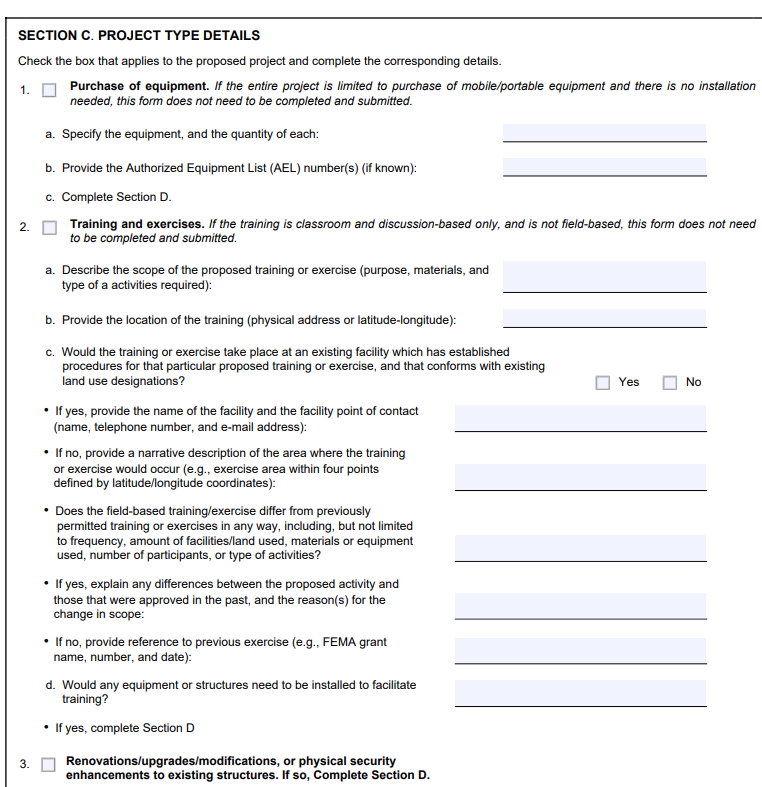 SECTION C. PROJECT TYPE DETAILS
Check the box that applies to the proposed project and complete the corresponding details.
1. Purchase of equipment. If the entire project is limited to purchase of mobile/portable equipment and there is no installation
needed, this form does not need to be completed and submitted.
a. Specify the equipment, and the quantity of each:
b. Provide the Authorized Equipment List (AEL) number(s) (if known):
c. Complete Section D.
2. Training and exercises. If the training is classroom and discussion-based only, and is not field-based, this form does not need
to be completed and submitted.
a. Describe the scope of the proposed training or exercise (purpose, materials, and
type of a activities required):
b. Provide the location of the training (physical address or latitude-longitude):
c. Would the training or exercise take place at an existing facility which has established
procedures for that particular proposed training or exercise, and that conforms with existing
land use designations? Yes No
• If yes, provide the name of the facility and the facility point of contact
(name, telephone number, and e-mail address):
• If no, provide a narrative description of the area where the training
or exercise would occur (e.g., exercise area within four points
defined by latitude/longitude coordinates):
• Does the field-based training/exercise differ from previously
permitted training or exercises in any way, including, but not limited
to frequency, amount of facilities/land used, materials or equipment
used, number of participants, or type of activities?
• If yes, explain any differences between the proposed activity and
those that were approved in the past, and the reason(s) for the
change in scope:
• If no, provide reference to previous exercise (e.g., FEMA grant
name, number, and date):
d. Would any equipment or structures need to be installed to facilitate
training?
• If yes, complete Section D
3. Renovations/upgrades/modifications, or physical security
enhancements to existing structures. If so, Complete Section D.